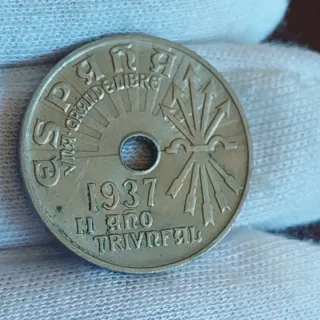 ESPAÑA
VNA·GRANDE·LIBRE
1937
II AÑO
TRIVNFAL